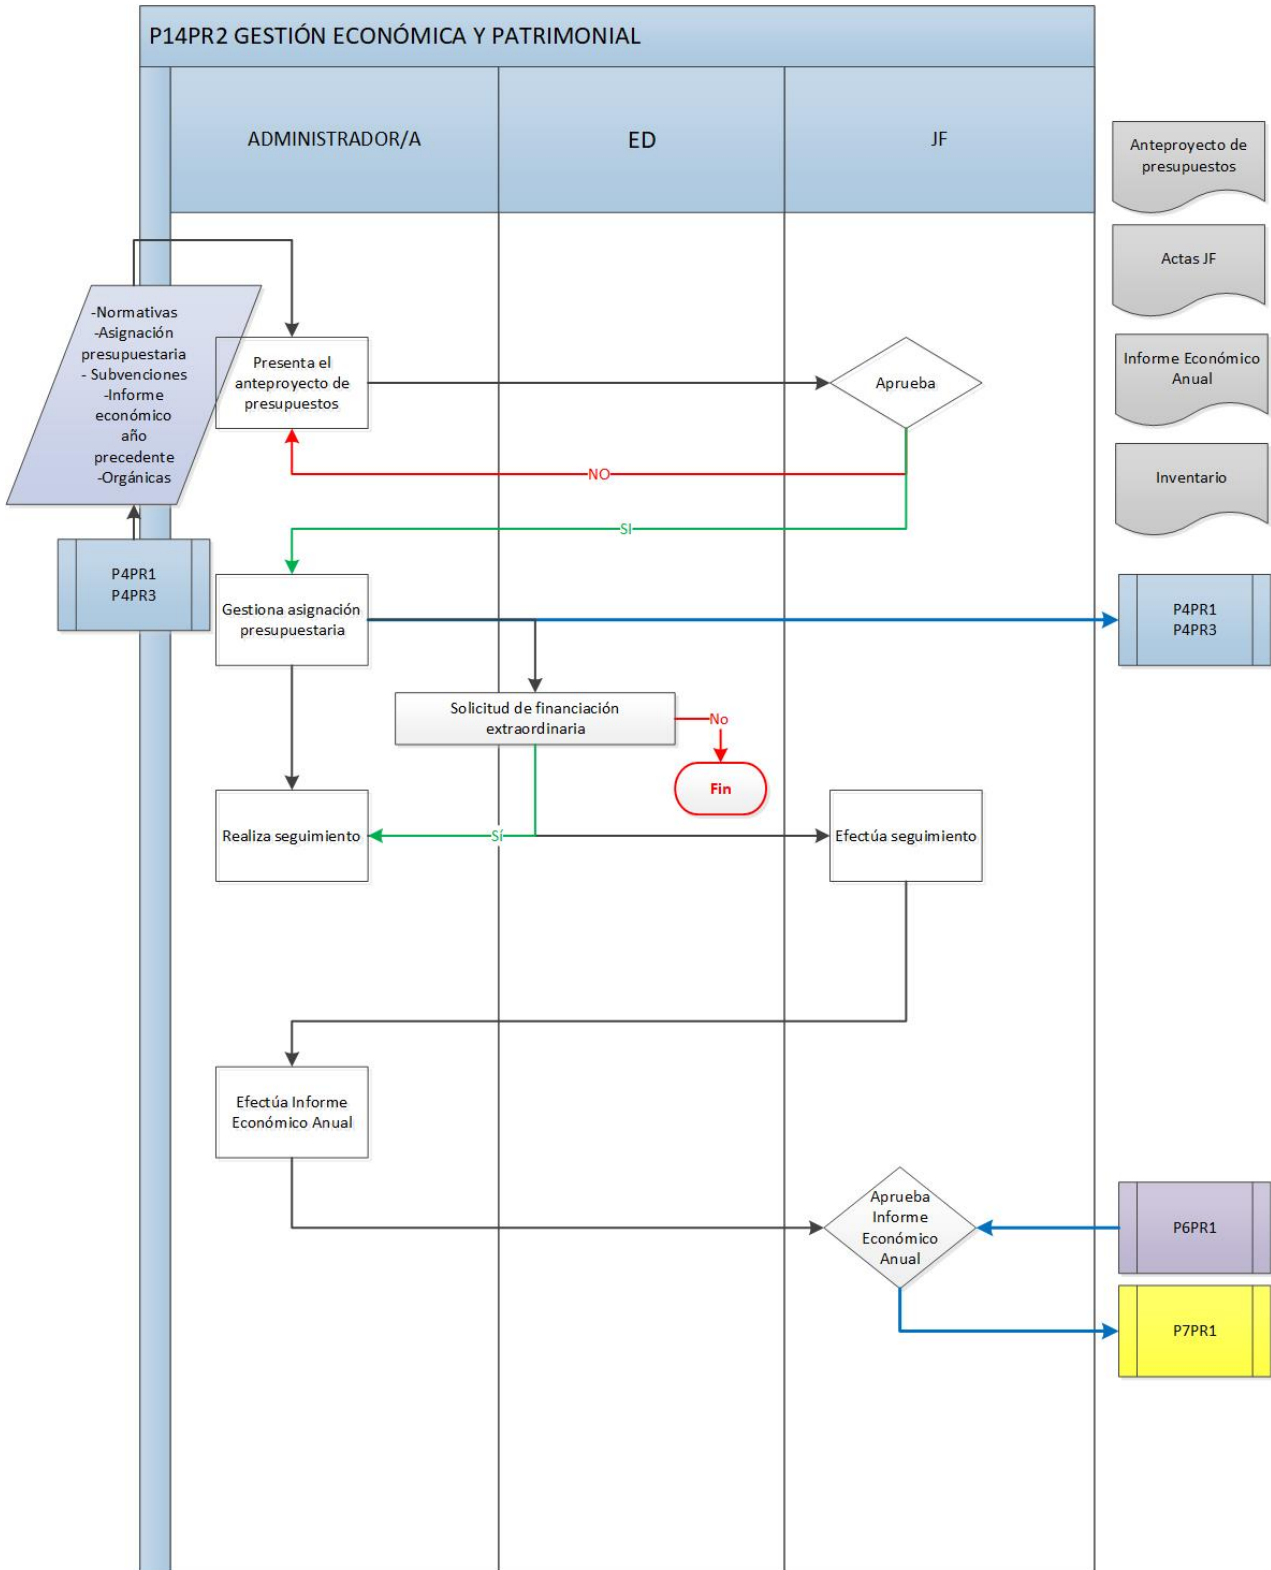 P14PR2 GESTIÓN ECONÓMICA Y PATRIMONIAL
ADMINISTRADOR/A
ED
JF
Anteproyecto de
presupuestos
Actas JF
Informe Económico
Anual
Inventario
-Normativas
-Asignación
presupuestaria
- Subvenciones
-Informe
económico
año
precedente
-Orgánicas
Presenta el
anteproyecto de
presupuestos
Aprueba
NO
SI
P4PR1
P4PR3
Gestiona asignación
presupuestaria
P4PR1
P4PR3
Solicitud de financiación
extraordinaria
No
Fin
Realiza seguimiento
Sí
Efectúa seguimiento
Efectúa Informe
Económico Anual
Aprueba
Informe
Económico
Anual
P6PR1
P7PR1